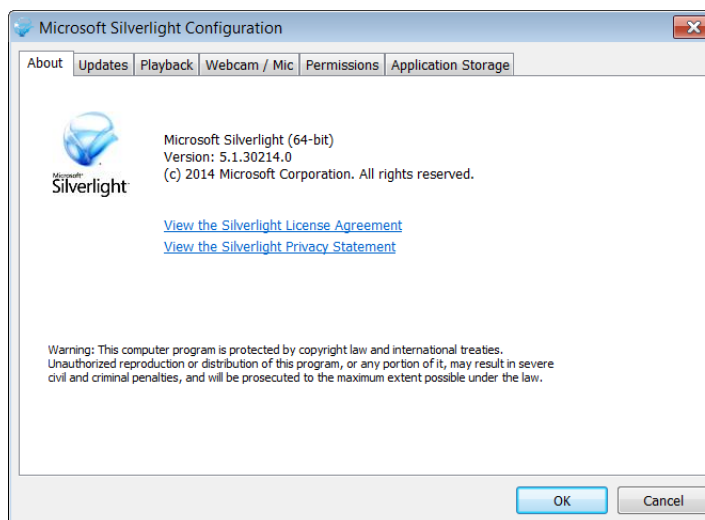 Microsoft Silverlight Configuration
About Updates Playback Webcam / Mic Permissions Application Storage
Microsoft Silverlight (64-bit)
Version: 5.1.30214.0
(c) 2014 Microsoft Corporation. All rights reserved.
Microsoft
Silverlight
View the Silverlight License Agreement
View the Silverlight Privacy Statement
Warning: This computer program is protected by copyright law and international treaties.
Unauthorized reproduction or distribution of this program, or any portion of it, may result in severe
civil and criminal penalties, and will be prosecuted to the maximum extent possible under the law.
OK Cancel